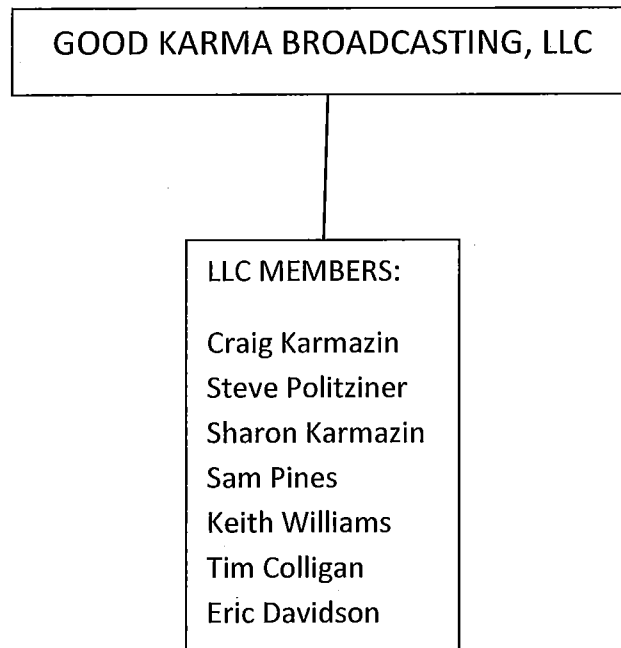 GOOD KARMA BROADCASTING, LLC
LLC MEMBERS:
Craig Karmazin
Steve Politziner
Sharon Karmazin
Sam Pines
Keith Williams
Tim Colligan
Eric Davidson